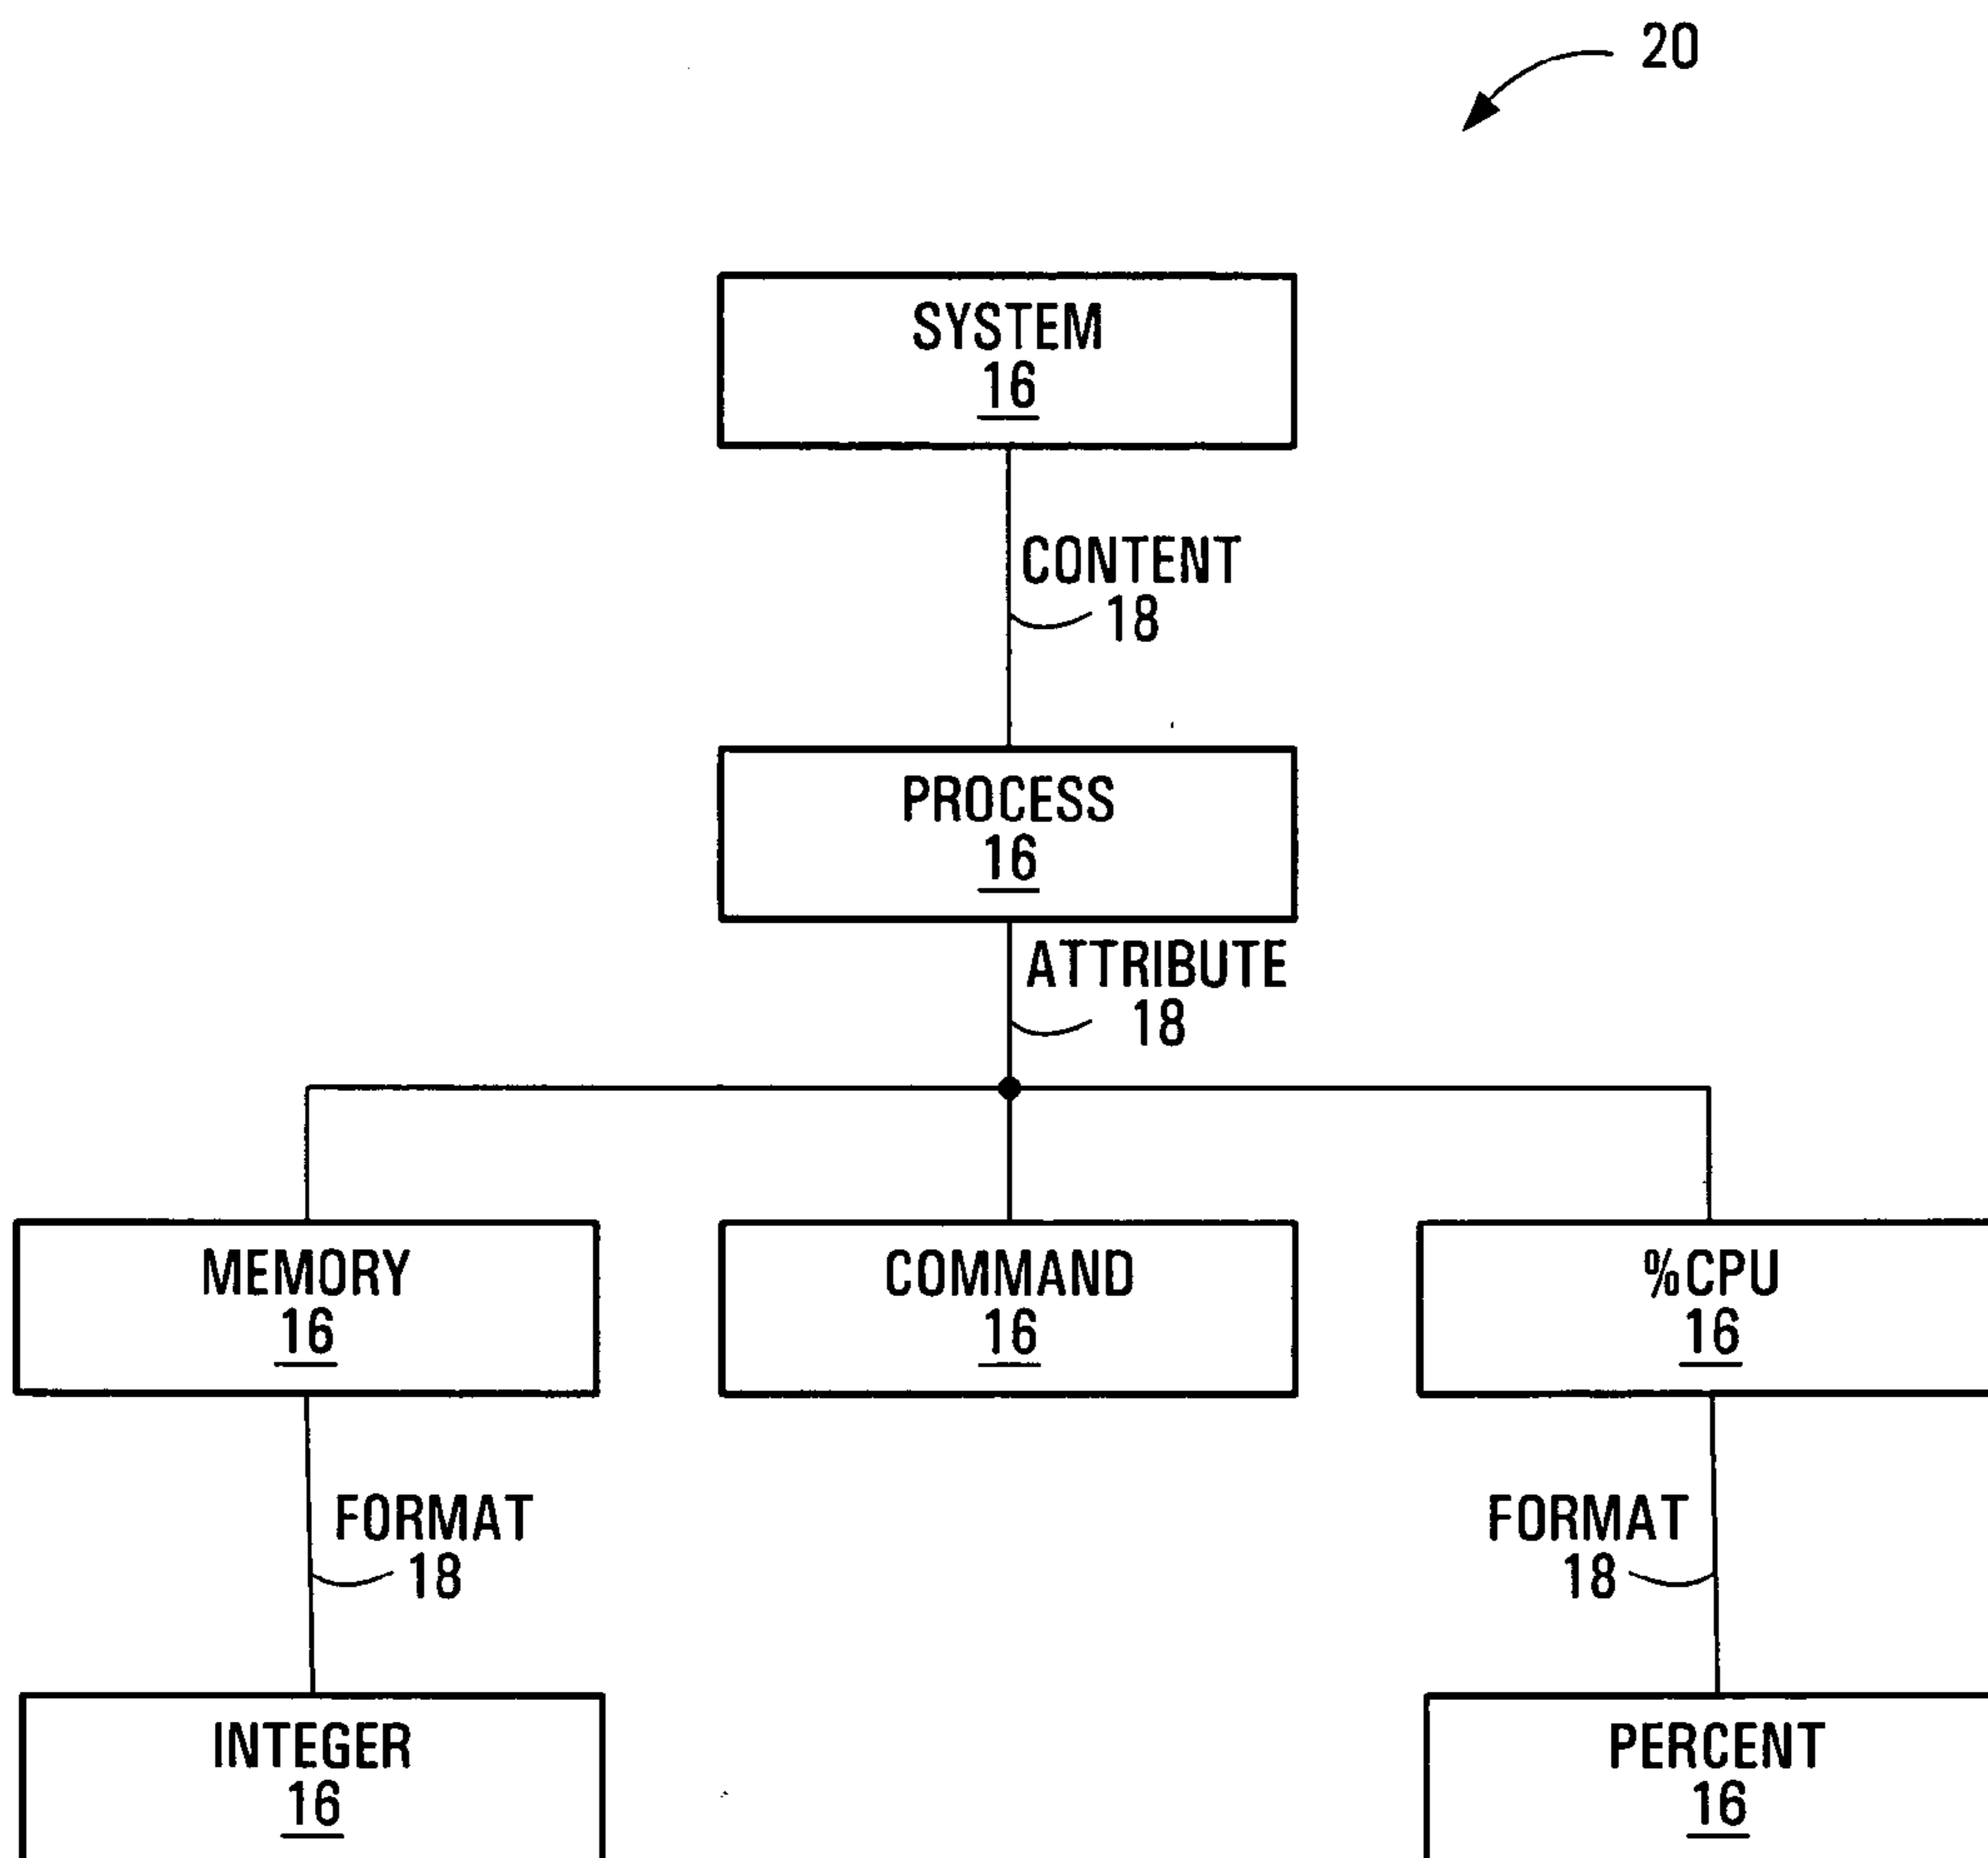 20
SYSTEM
16
CONTENT
18
PROCESS
16
ATTRIBUTE
18
MEMORY
16
COMMAND
16
%CPU
16
FORMAT
18
FORMAT
18
INTEGER
16
PERCENT
16